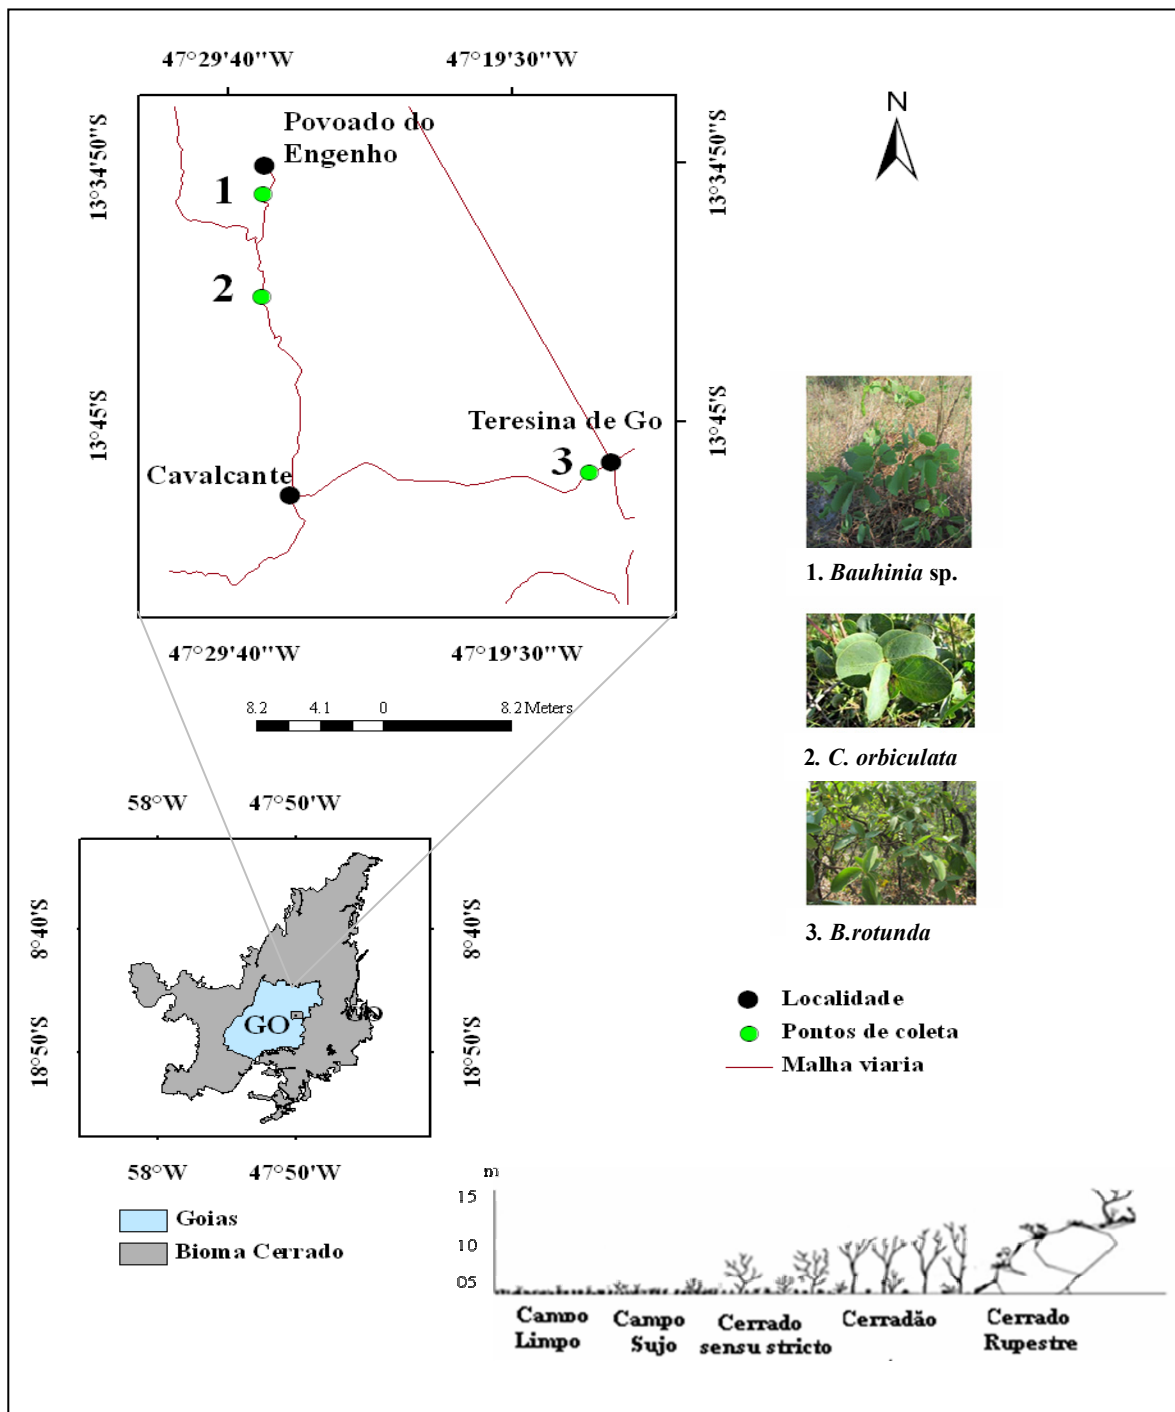 47°29'40"W
47°19'30"W
N
Povoado do
Engenho
13°34'50"S
13°34'50"S
1
2
13°45'S
13°45'S
Teresina de Go
3
Cavalcante
1. Bauhinia sp.
47°29'40"W
47°19'30"W
8.2
4.1
0
8.2 Meters
2. C. orbiculata
58°W
47°50'W
8°40'S
8°40'S
3. B.rotunda
Localidade
GO
Pontos de coleta
18°50'S
18°50'S
Malha viaria
58°W
47°50'W
m
15
Goias
10
Bioma Cerrado
05
Campo
Limpo
Campo
Sujo
Cerrado
sensu stricto
Cerradão
Cerrado
Rupestre